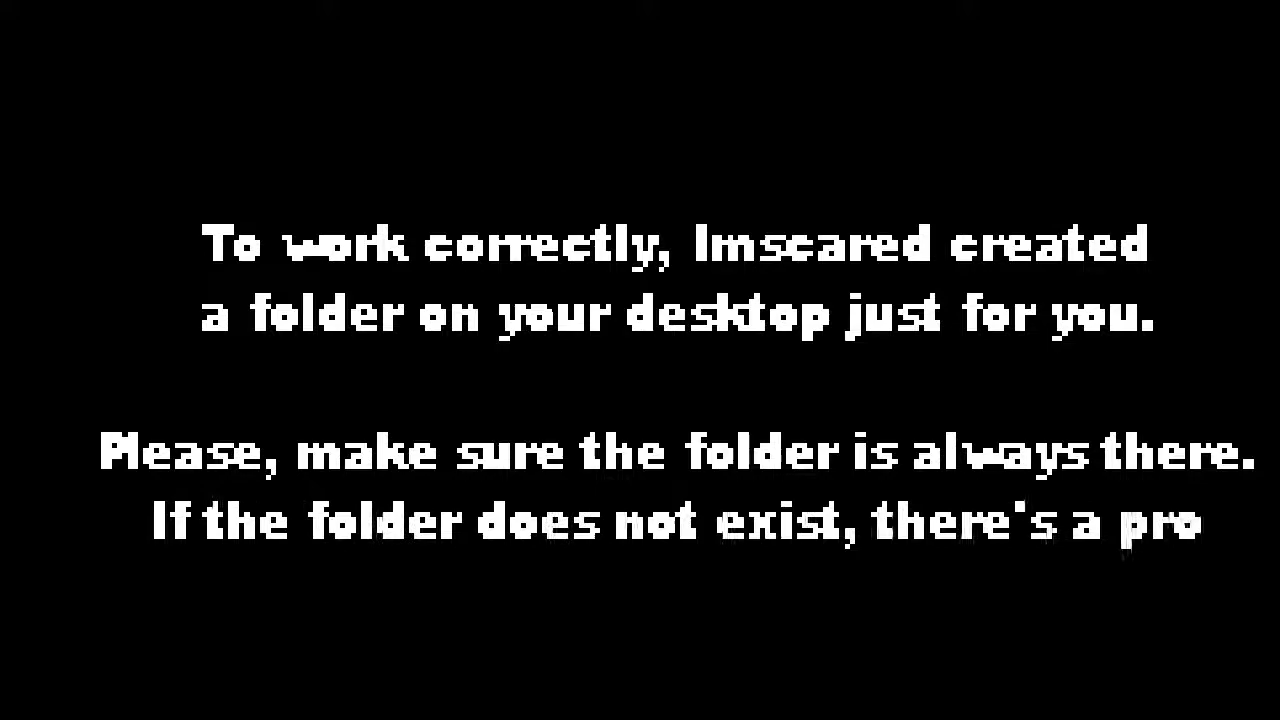 To work correctly, Imscared created
a folder on your desktop just for you.
Please, make sure the folder is always there.
If the folder does not exist, there's a pro